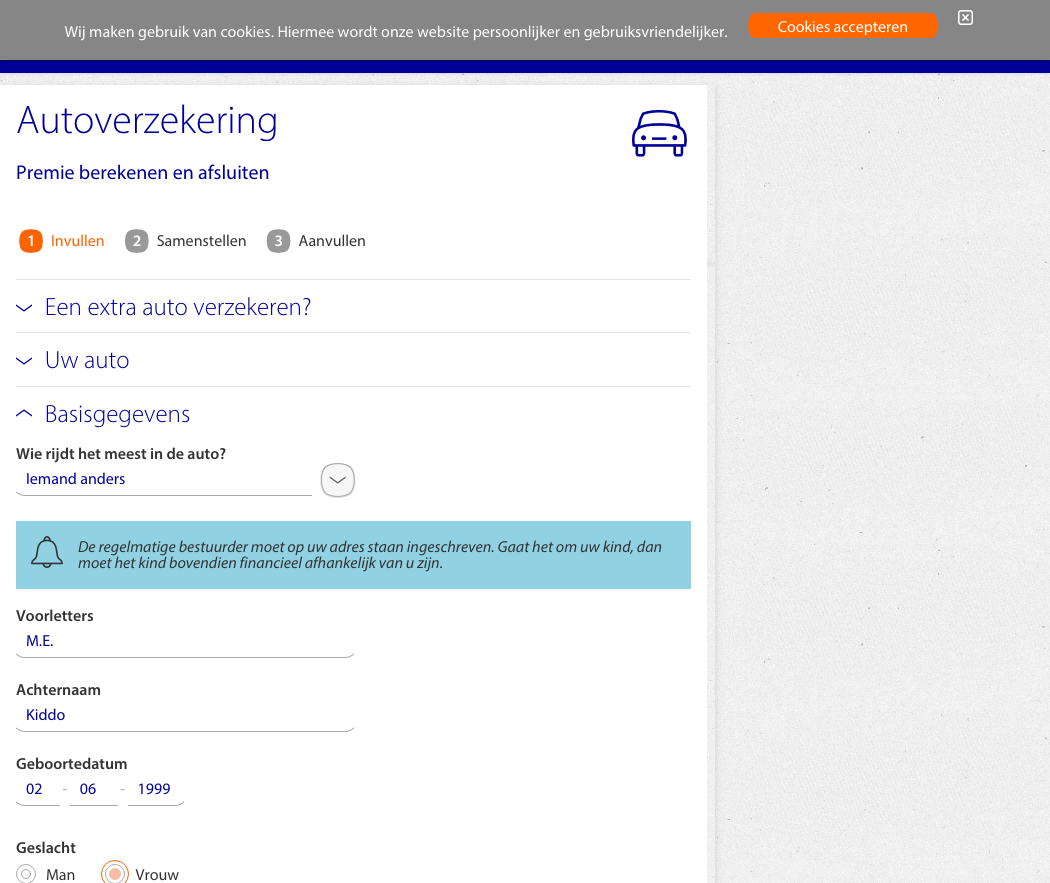 Wij maken gebruik van cookies. Hiermee wordt onze website persoonlijker en gebruiksvriendelijker.
Cookies accepteren
Autoverzekering
Premie berekenen en afsluiten
1 Invullen 2 Samenstellen 3 Aanvullen
Een extra auto verzekeren?
Uw auto
Basisgegevens
Wie rijdt het meest in de auto?
Iemand anders
De regelmatige bestuurder moet op uw adres staan ingeschreven. Gaat het om uw kind, dan
moet het kind bovendien financieel afhankelijk van u zijn.
Voorletters
M.E.
Achternaam
Kiddo
Geboortedatum
02 - 06 - 1999
Geslacht
Man Vrouw